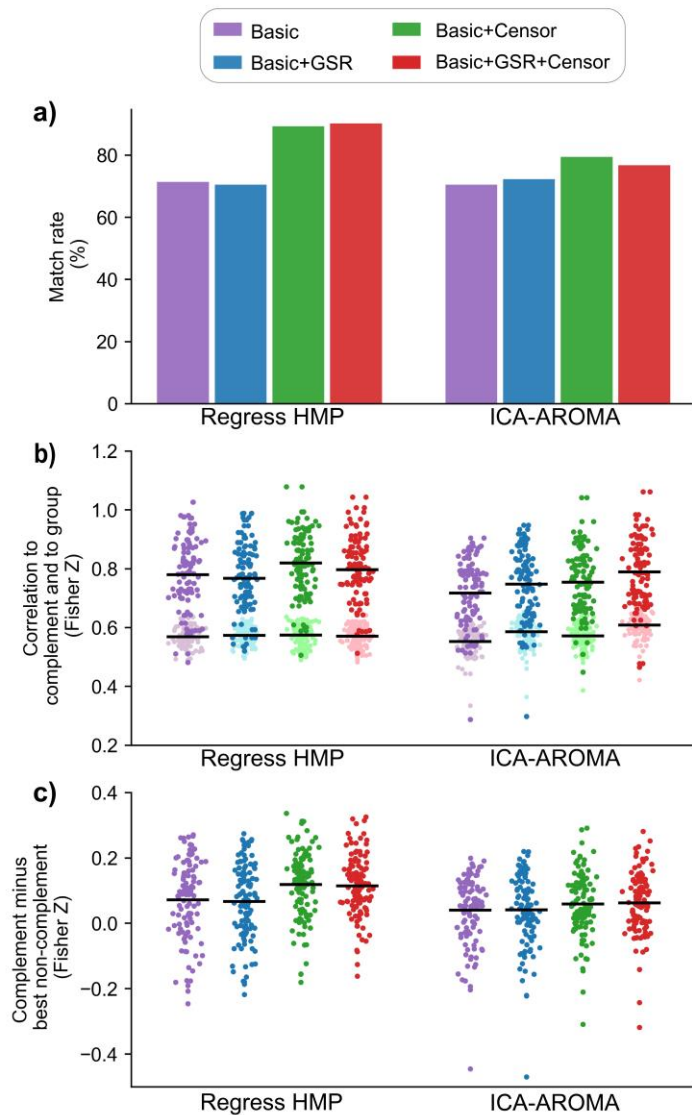 Basic
Basic+Censor
Basic+GSR
Basic+GSR+Censor
a)
Match rate
(%)
80
60
40
20
0
Regress HMP
ICA-AROMA
b)
Correlation to
complement and to group
(Fisher Z)
1.2
1.0
0.8
0.6
0.4
0.2
Regress HMP
ICA-AROMA
c)
Complement minus
best non-complement
(Fisher Z)
0.4
0.2
0.0
−0.2
−0.4
Regress HMP
ICA-AROMA